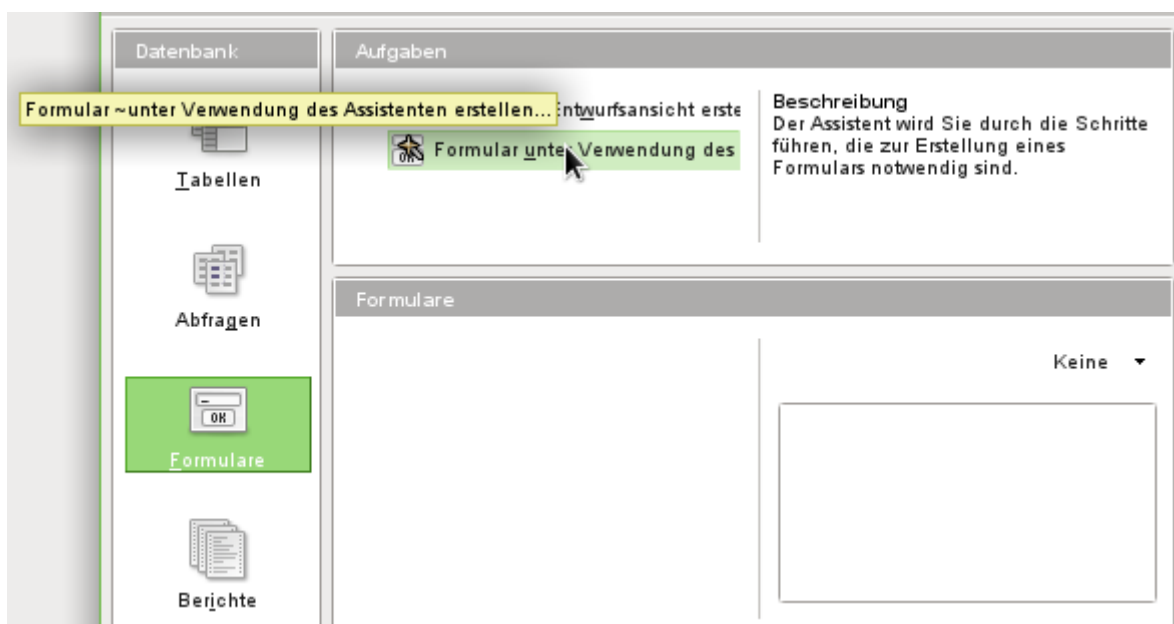 Datenbank
Aufgaben
Formular ~unter Verwendung des Assistenten erstellen...
ntwurfsansicht erste
Formular unter Verwendung des
Beschreibung
Der Assistent wird Sie durch die Schritte
führen, die zur Erstellung eines
Formulars notwendig sind.
Tabellen
Abfragen
OK
Formulare
Berichte
Formulare
Keine